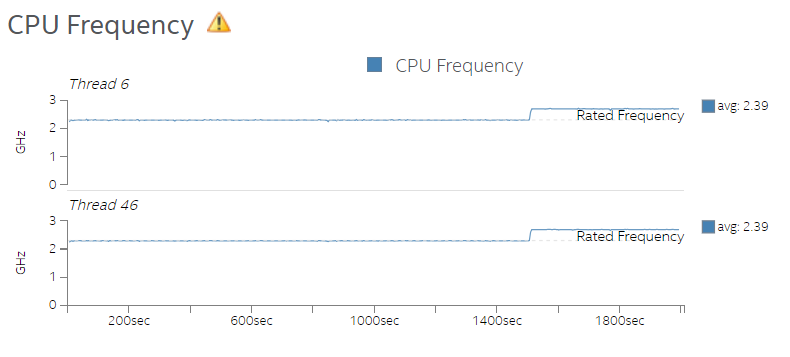 CPU Frequency
CPU Frequency
Thread 6
3
2
1
0
GHz
Rated Frequency
avg: 2.39
Thread 46
3
2
1
0
GHz
Rated Frequency
avg: 2.39
200sec 600sec 1000sec 1400sec 1800sec